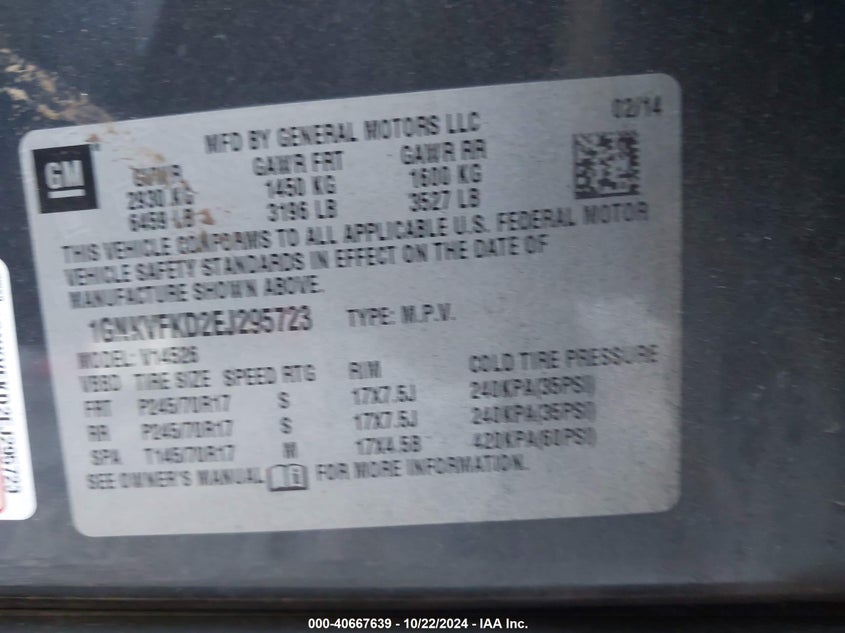 02/14
MFD BY GENERAL MOTORS LLC
GM
GVWR GAWR FRT GAWR RR
2930 KG 1450 KG 1600 KG
6459 LB 3196 LB 3527 LB
THIS VEHICLE CONFORMS TO ALL APPLICABLE U.S. FEDERAL MOTOR
VEHICLE SAFETY STANDARDS IN EFFECT ON THE DATE OF
MANUFACTURE SHOWN ABOVE.
1GNKVFKD2EJ295723 TYPE: M.P.V.
MODEL: V14526
TIRE SIZE SPEED RTG RIM COLD TIRE PRESSURE
FRT P245/70R17 S 17X7.5J 240KPA(35PSI)
RR P245/70R17 S 17X7.5J 240KPA(35PSI)
SPA T145/70R17 M 17X4.5B 420KPA(60PSI)
SEE OWNER'S MANUAL FOR MORE INFORMATION.
000-40667639 - 10/22/2024 - IAA Inc.